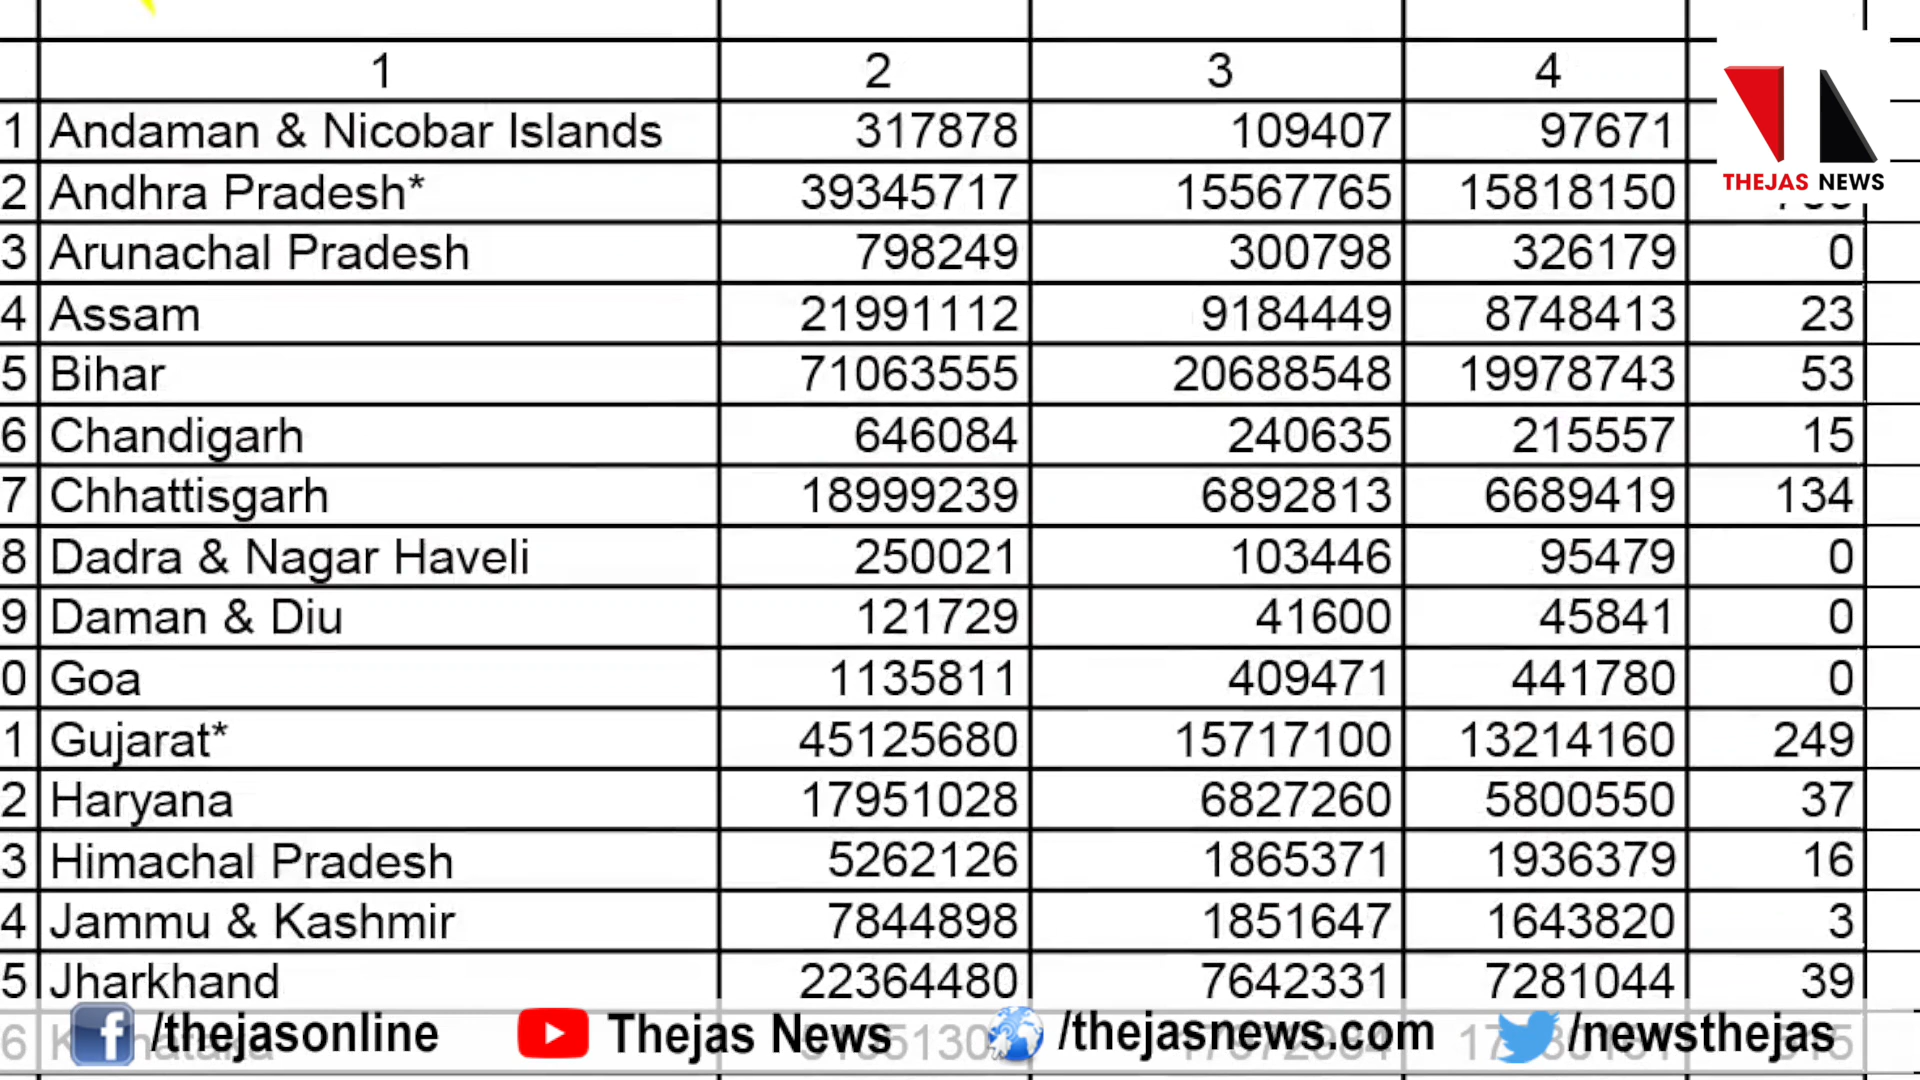 1 2 3 4
1 Andaman & Nicobar Islands 317878 109407 97671
2 Andhra Pradesh* 39345717 15567765 15818150
3 Arunachal Pradesh 798249 300798 326179 0
4 Assam 21991112 9184449 8748413 23
5 Bihar 71063555 20688548 19978743 53
6 Chandigarh 646084 240635 215557 15
7 Chhattisgarh 18999239 6892813 6689419 134
8 Dadra & Nagar Haveli 250021 103446 95479 0
9 Daman & Diu 121729 41600 45841 0
0 Goa 1135811 409471 441780 0
1 Gujarat* 45125680 15717100 13214160 249
2 Haryana 17951028 6827260 5800550 37
3 Himachal Pradesh 5262126 1865371 1936379 16
4 Jammu & Kashmir 7844898 1851647 1643820 3
5 Jharkhand 22364480 7642331 7281044 39
6
THEJAS NEWS
/thejasonline Thejas News /thejasnews.com /newsthejas